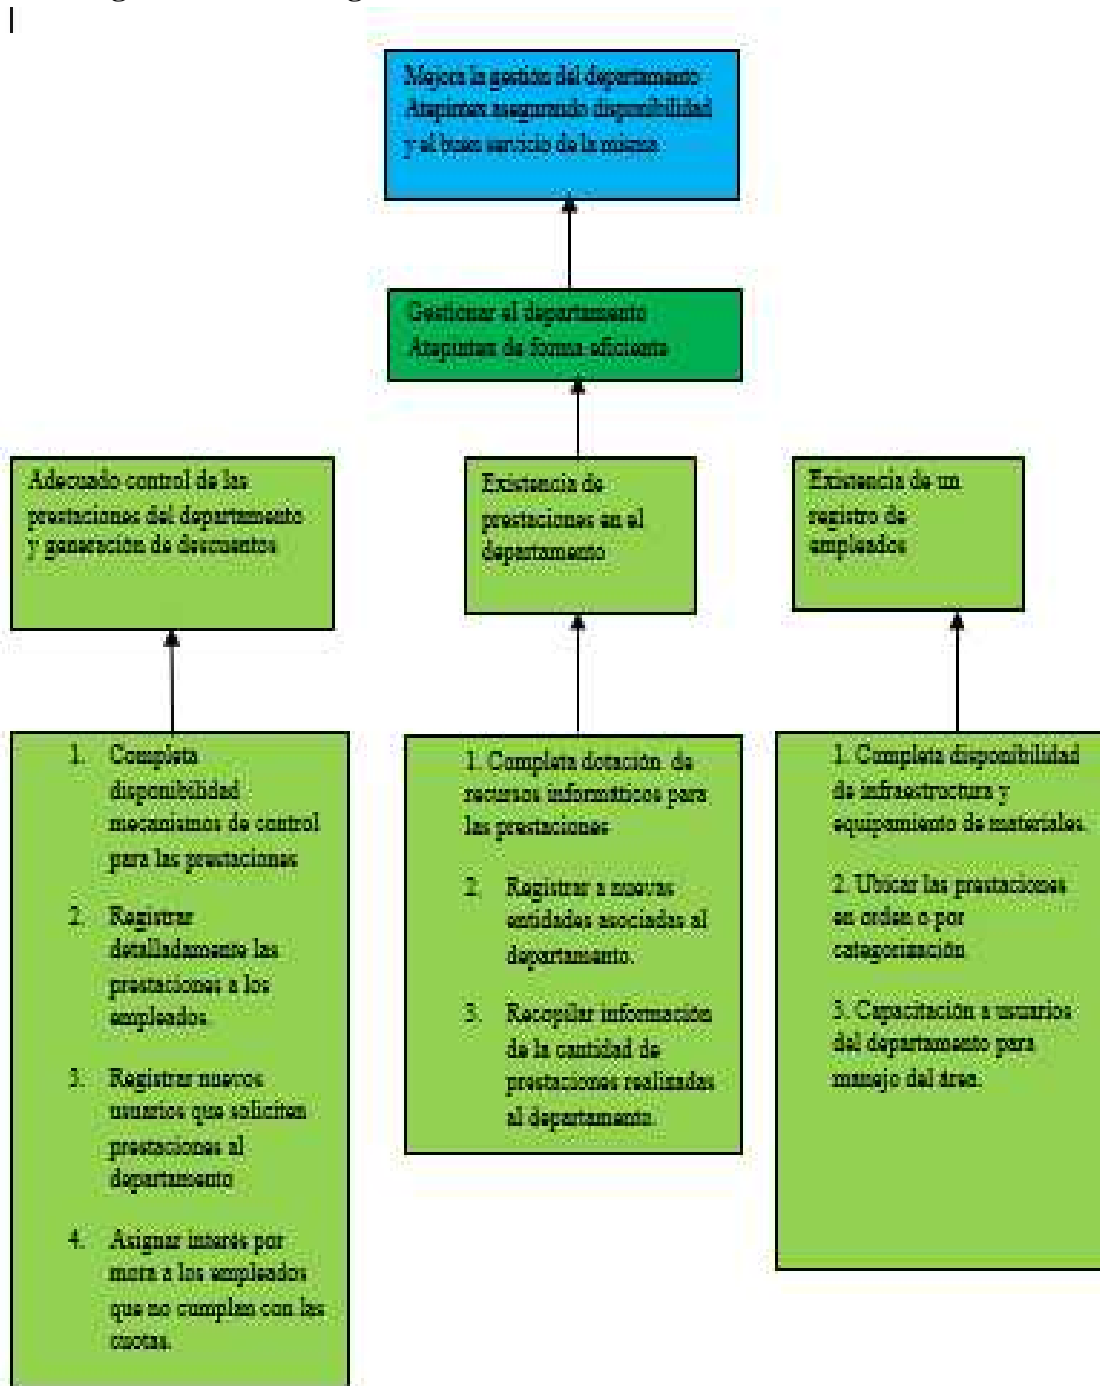 Mejora la gestión del departamento
asegurando disponibilidad
y el buen servicio de la misma
Gestionar el departamento
de forma eficiente
Adecuado control de las
prestaciones del departamento
y generación de descuentos
Existencia de
prestaciones en el
departamento
Existencia de un
registro de
empleados
1. Completa
disponibilidad
mecanismos de control
para las prestaciones
2. Registrar
detalladamente las
prestaciones a los
empleados.
3. Registrar nuevos
usuarios que soliciten
prestaciones al
departamento
4. Asignar interés por
mora a los empleados
que no cumplan con las
cuotas.
1. Completa dotación de
recursos informáticos para
las prestaciones
2. Registrar a nuevas
entidades asociadas al
departamento.
3. Recopilar información
de la cantidad de
prestaciones realizadas
al departamento.
1. Completa disponibilidad
de infraestructura y
equipamiento de materiales.
2. Ubicar las prestaciones
en orden o por
categorización.
3. Capacitación a usuarios
del departamento para
manejo del área.